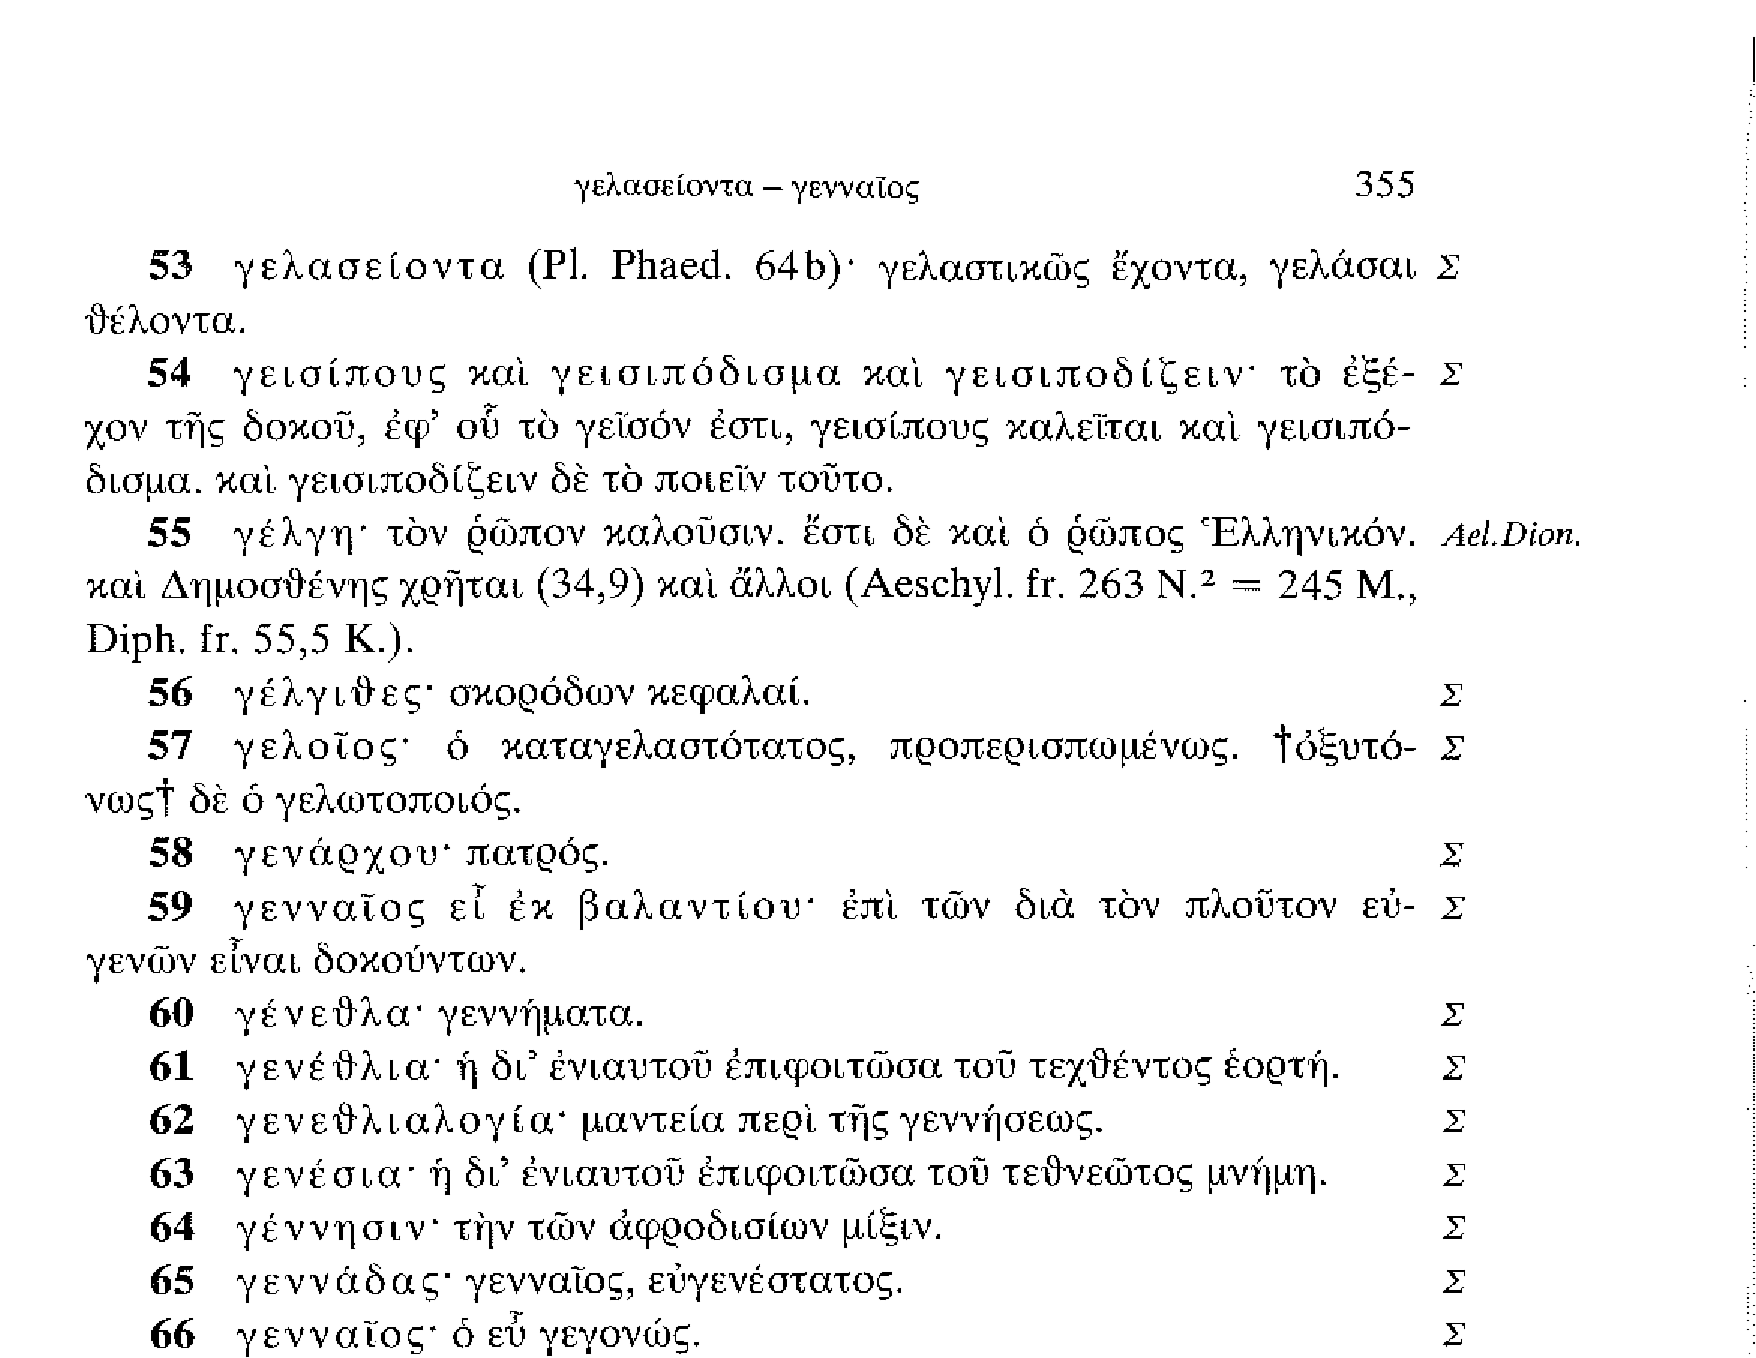 γελασείοντα – γενναῖος 355
53 γελασείοντα (Pl. Phaed. 64b)· γελαστικῶς ἔχοντα, γελάσαι Σ
θέλοντα.
54 γεισίπους καὶ γεισιπόδισμα καὶ γεισιποδίζειν· τὸ ἐξέ- Σ
χον τῆς δοκοῦ, ἐφ’ οὗ τὸ γεῖσόν ἐστι, γεισίπους καλεῖται καὶ γεισιπό-
δισμα. καὶ γεισιποδίζειν δὲ τὸ ποιεῖν τοῦτο.
55 γέλγη· τὸν ῥῶπον καλοῦσιν. ἔστι δὲ καὶ ὁ ῥῶπος Ἑλληνικόν. Ael.Dion.
καὶ Δημοσθένης χρῆται (34,9) καὶ ἄλλοι (Aeschyl. fr. 263 N.² = 245 M.,
Diph. fr. 55,5 K.).
56 γέλγιθες· σκορόδων κεφαλαί. Σ
57 γελοῖος· ὁ καταγελαστότατος, προπερισπωμένως. †ὀξυτό- Σ
νως† δὲ ὁ γελωτοποιός.
58 γενάρχου· πατρός. Σ
59 γενναῖος εἶ ἐκ βαλαντίου· ἐπὶ τῶν διὰ τὸν πλοῦτον εὐ- Σ
γενῶν εἶναι δοκούντων.
60 γένεθλα· γεννήματα. Σ
61 γενέθλια· ἡ δι’ ἐνιαυτοῦ ἐπιφοιτῶσα τοῦ τεχθέντος ἑορτή. Σ
62 γενεθλιαλογία· μαντεία περὶ τῆς γεννήσεως. Σ
63 γενέσια· ἡ δι’ ἐνιαυτοῦ ἐπιφοιτῶσα τοῦ τεθνεῶτος μνήμη. Σ
64 γέννησιν· τὴν τῶν ἀφροδισίων μίξιν. Σ
65 γεννάδας· γενναῖος, εὐγενέστατος. Σ
66 γενναῖος· ὁ εὖ γεγονώς. Σ